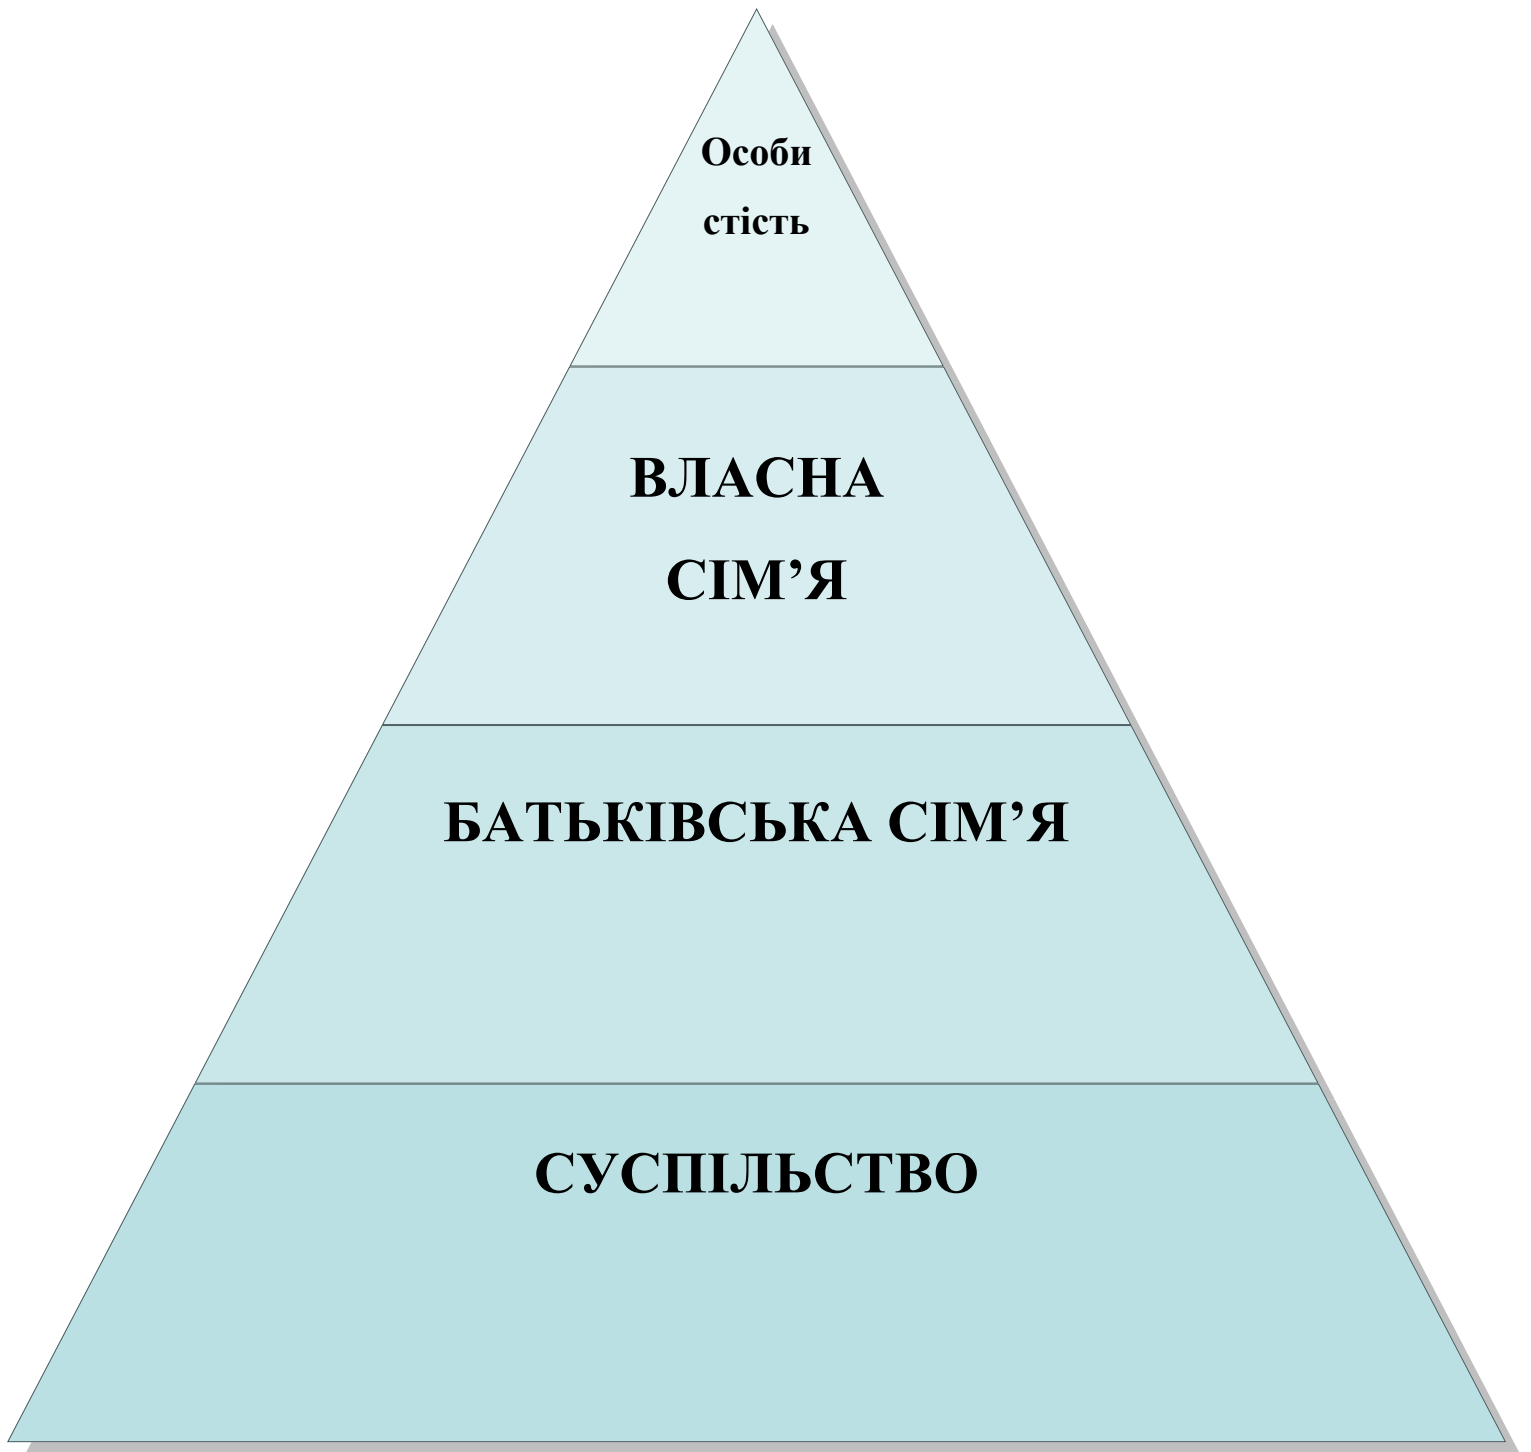 Особи
стість
ВЛАСНА
СІМ’Я
БАТЬКІВСЬКА СІМ’Я
СУСПІЛЬСТВО